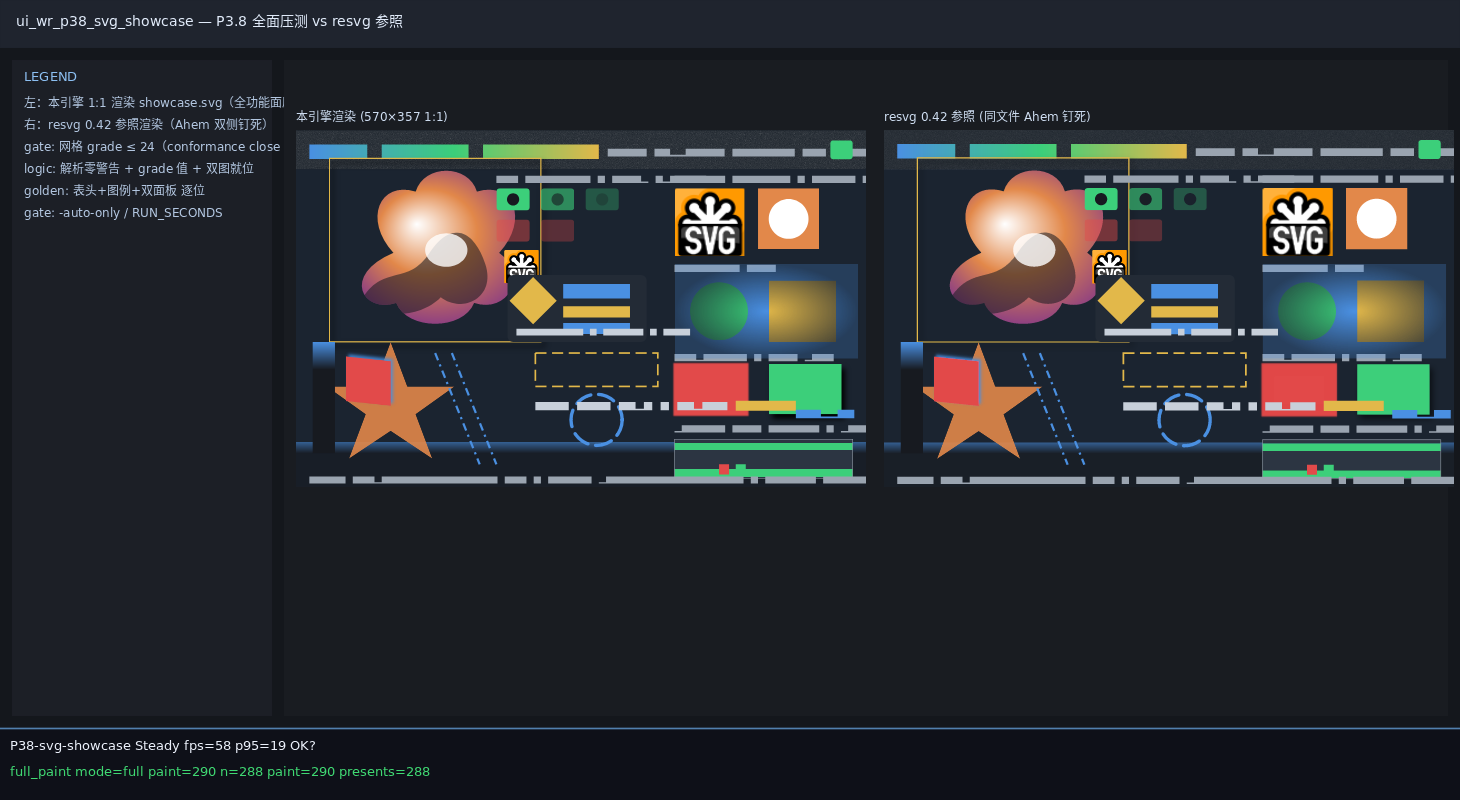 ui_wr_p38_svg_showcase — P3.8 全面压测 vs resvg 参照
LEGEND
左：本引擎 1:1 渲染 showcase.svg（全功能面
右：resvg 0.42 参照渲染（Ahem 双侧钉死）
gate: 网格 grade ≤ 24（conformance close
logic: 解析零警告 + grade 值 + 双图就位
golden: 表头+图例+双面板 逐位
gate: -auto-only / RUN_SECONDS
本引擎渲染 (570×357 1:1)
resvg 0.42 参照 (同文件 Ahem 钉死)
SVG
SVG
SVG
SVG
P38-svg-showcase Steady fps=58 p95=19 OK?
full_paint mode=full paint=290 n=288 paint=290 presents=288